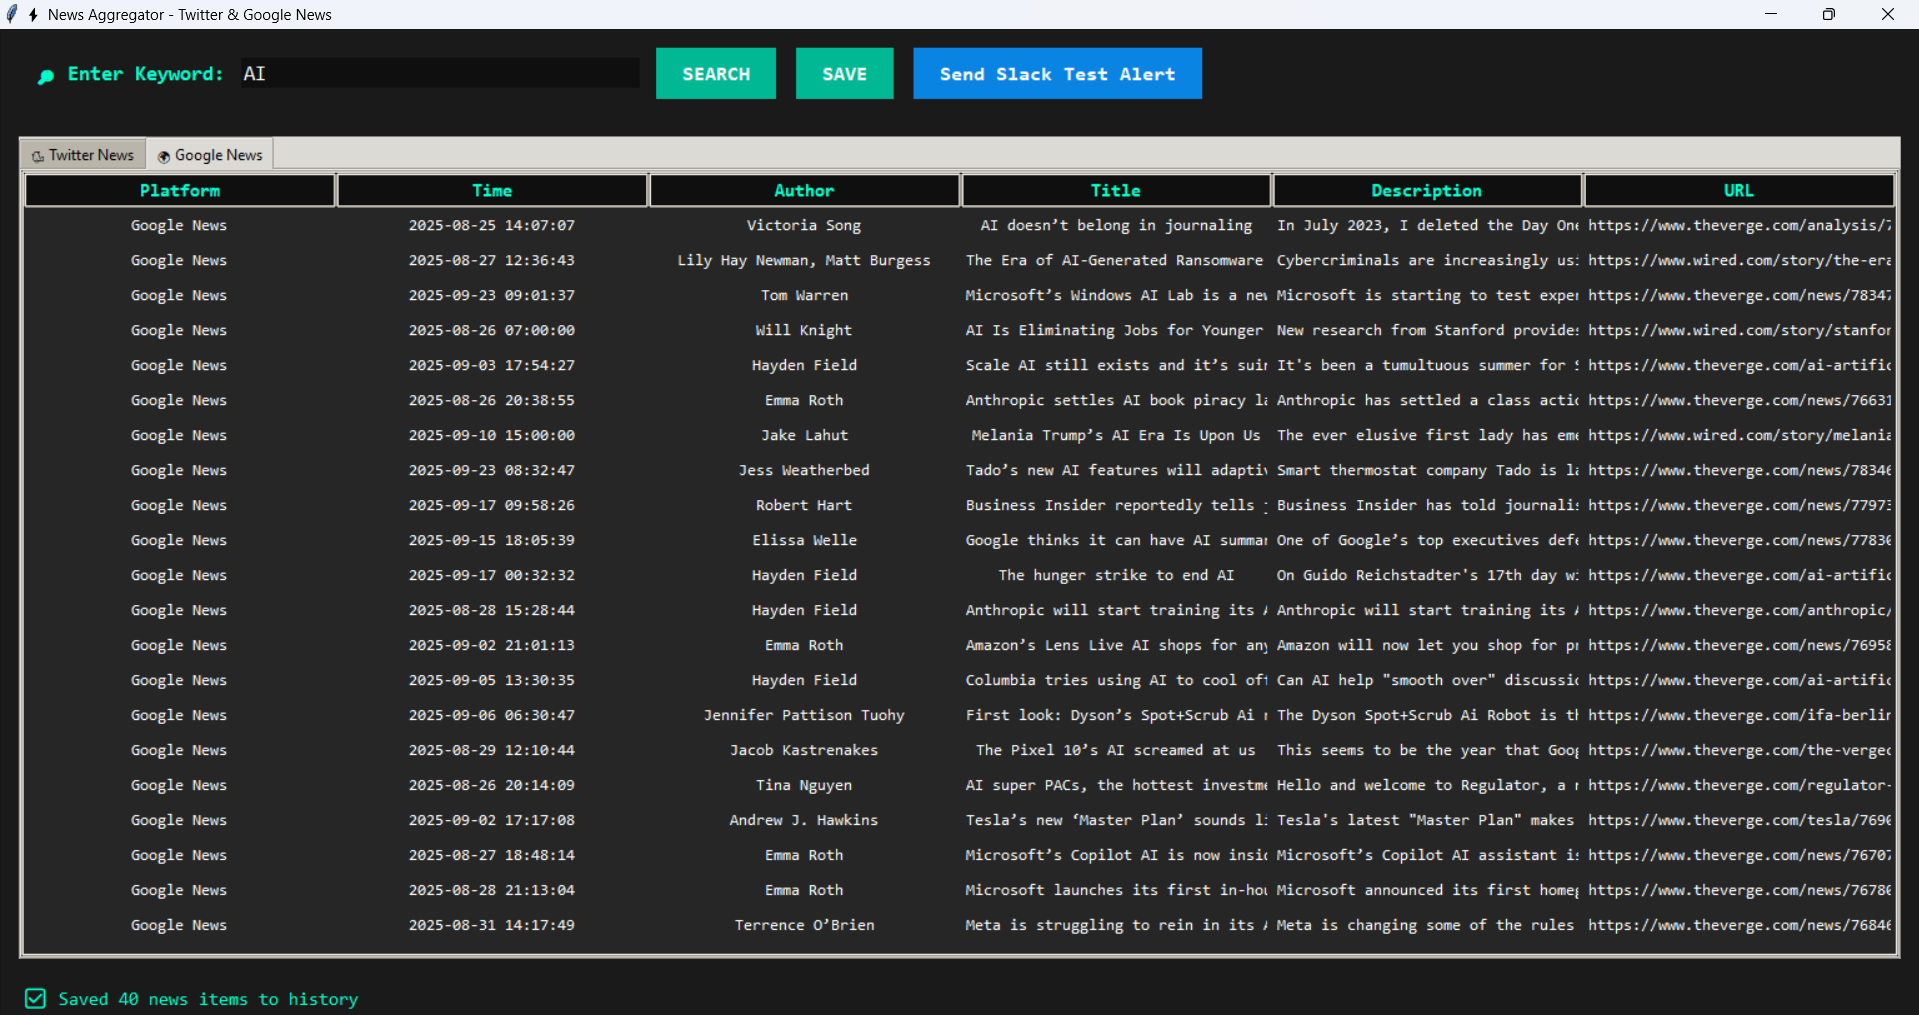 News Aggregator - Twitter & Google News
Enter Keyword: AI SEARCH SAVE Send Slack Test Alert
Twitter News Google News
Platform Time Author Title Description URL
Google News 2025-08-25 14:07:07 Victoria Song AI doesn’t belong in journaling In July 2023, I deleted the Day One https://www.theverge.com/analysis/7
Google News 2025-08-27 12:36:43 Lily Hay Newman, Matt Burgess The Era of AI-Generated Ransomware Cybercriminals are increasingly usi https://www.wired.com/story/the-era
Google News 2025-09-23 09:01:37 Tom Warren Microsoft’s Windows AI Lab is a new Microsoft is starting to test exper https://www.theverge.com/news/78347
Google News 2025-08-26 07:00:00 Will Knight AI Is Eliminating Jobs for Younger New research from Stanford provides https://www.wired.com/story/stanfor
Google News 2025-09-03 17:54:27 Hayden Field Scale AI still exists and it’s suin It's been a tumultuous summer for https://www.theverge.com/ai-artific
Google News 2025-08-26 20:38:55 Emma Roth Anthropic settles AI book piracy la Anthropic has settled a class actio https://www.theverge.com/news/76631
Google News 2025-09-10 15:00:00 Jake Lahut Melania Trump’s AI Era Is Upon Us The ever elusive first lady has eme https://www.wired.com/story/melania
Google News 2025-09-23 08:32:47 Jess Weatherbed Tado’s new AI features will adaptiv Smart thermostat company Tado is la https://www.theverge.com/news/78346
Google News 2025-09-17 09:58:26 Robert Hart Business Insider reportedly tells Business Insider has told journalis https://www.theverge.com/news/77973
Google News 2025-09-15 18:05:39 Elissa Welle Google thinks it can have AI summar One of Google’s top executives defe https://www.theverge.com/news/77830
Google News 2025-09-17 00:32:32 Hayden Field The hunger strike to end AI On Guido Reichstadter's 17th day wi https://www.theverge.com/ai-artific
Google News 2025-08-28 15:28:44 Hayden Field Anthropic will start training its A Anthropic will start training its A https://www.theverge.com/anthropic/
Google News 2025-09-02 21:01:13 Emma Roth Amazon’s Lens Live AI shops for any Amazon will now let you shop for pr https://www.theverge.com/news/76958
Google News 2025-09-05 13:30:35 Hayden Field Columbia tries using AI to cool off Can AI help "smooth over" discussio https://www.theverge.com/ai-artific
Google News 2025-09-06 06:30:47 Jennifer Pattison Tuohy First look: Dyson’s Spot+Scrub Ai r The Dyson Spot+Scrub Ai Robot is th https://www.theverge.com/ifa-berlin
Google News 2025-08-29 12:10:44 Jacob Kastrenakes The Pixel 10’s AI screamed at us This seems to be the year that Goog https://www.theverge.com/the-vergec
Google News 2025-08-26 20:14:09 Tina Nguyen AI super PACs, the hottest investme Hello and welcome to Regulator, a n https://www.theverge.com/regulator-
Google News 2025-09-02 17:17:08 Andrew J. Hawkins Tesla’s new ‘Master Plan’ sounds li Tesla's latest "Master Plan" makes https://www.theverge.com/tesla/7690
Google News 2025-08-27 18:48:14 Emma Roth Microsoft’s Copilot AI is now insid Microsoft’s Copilot AI assistant is https://www.theverge.com/news/76707
Google News 2025-08-28 21:13:04 Emma Roth Microsoft launches its first in-hou Microsoft announced its first homeg https://www.theverge.com/news/76780
Google News 2025-08-31 14:17:49 Terrence O’Brien Meta is struggling to rein in its A Meta is changing some of the rules https://www.theverge.com/news/76846
Saved 40 news items to history